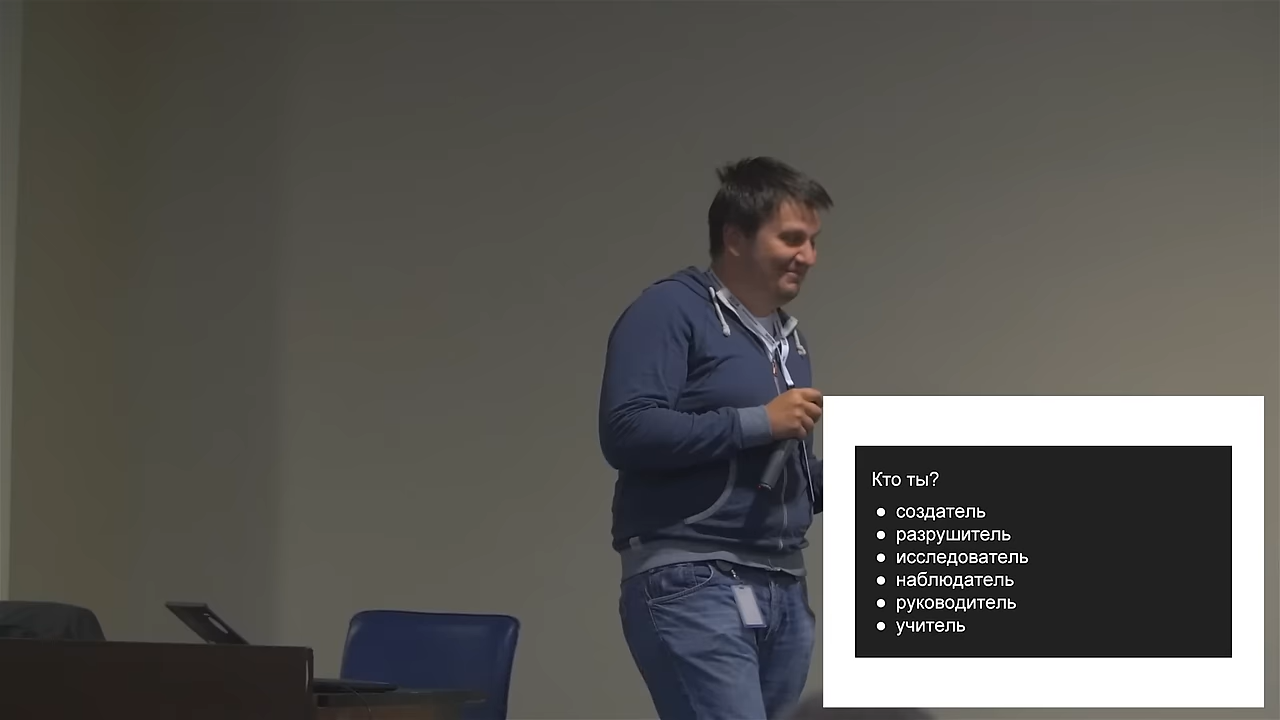 Кто ты?
● создатель
● разрушитель
● исследователь
● наблюдатель
● руководитель
● учитель